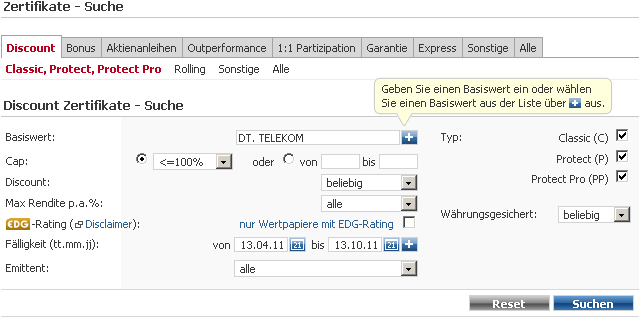 Zertifikate - Suche
Discount Bonus Aktienanleihen Outperformance 1:1 Partizipation Garantie Express Sonstige Alle
Classic, Protect, Protect Pro Rolling Sonstige Alle
Geben Sie einen Basiswert ein oder wählen
Sie einen Basiswert aus der Liste über + aus.
Discount Zertifikate - Suche
Basiswert: DT. TELEKOM + Typ: Classic (C)
Cap: <=100% oder von bis Protect (P)
Discount: beliebig Protect Pro (PP)
Max Rendite p.a.%: alle
Währungsgesichert: beliebig
EDG-Rating (Disclaimer): nur Wertpapiere mit EDG-Rating
Fälligkeit (tt.mm.jj): von 13.04.11 21 bis 13.10.11 21 +
Emittent: alle
Reset Suchen